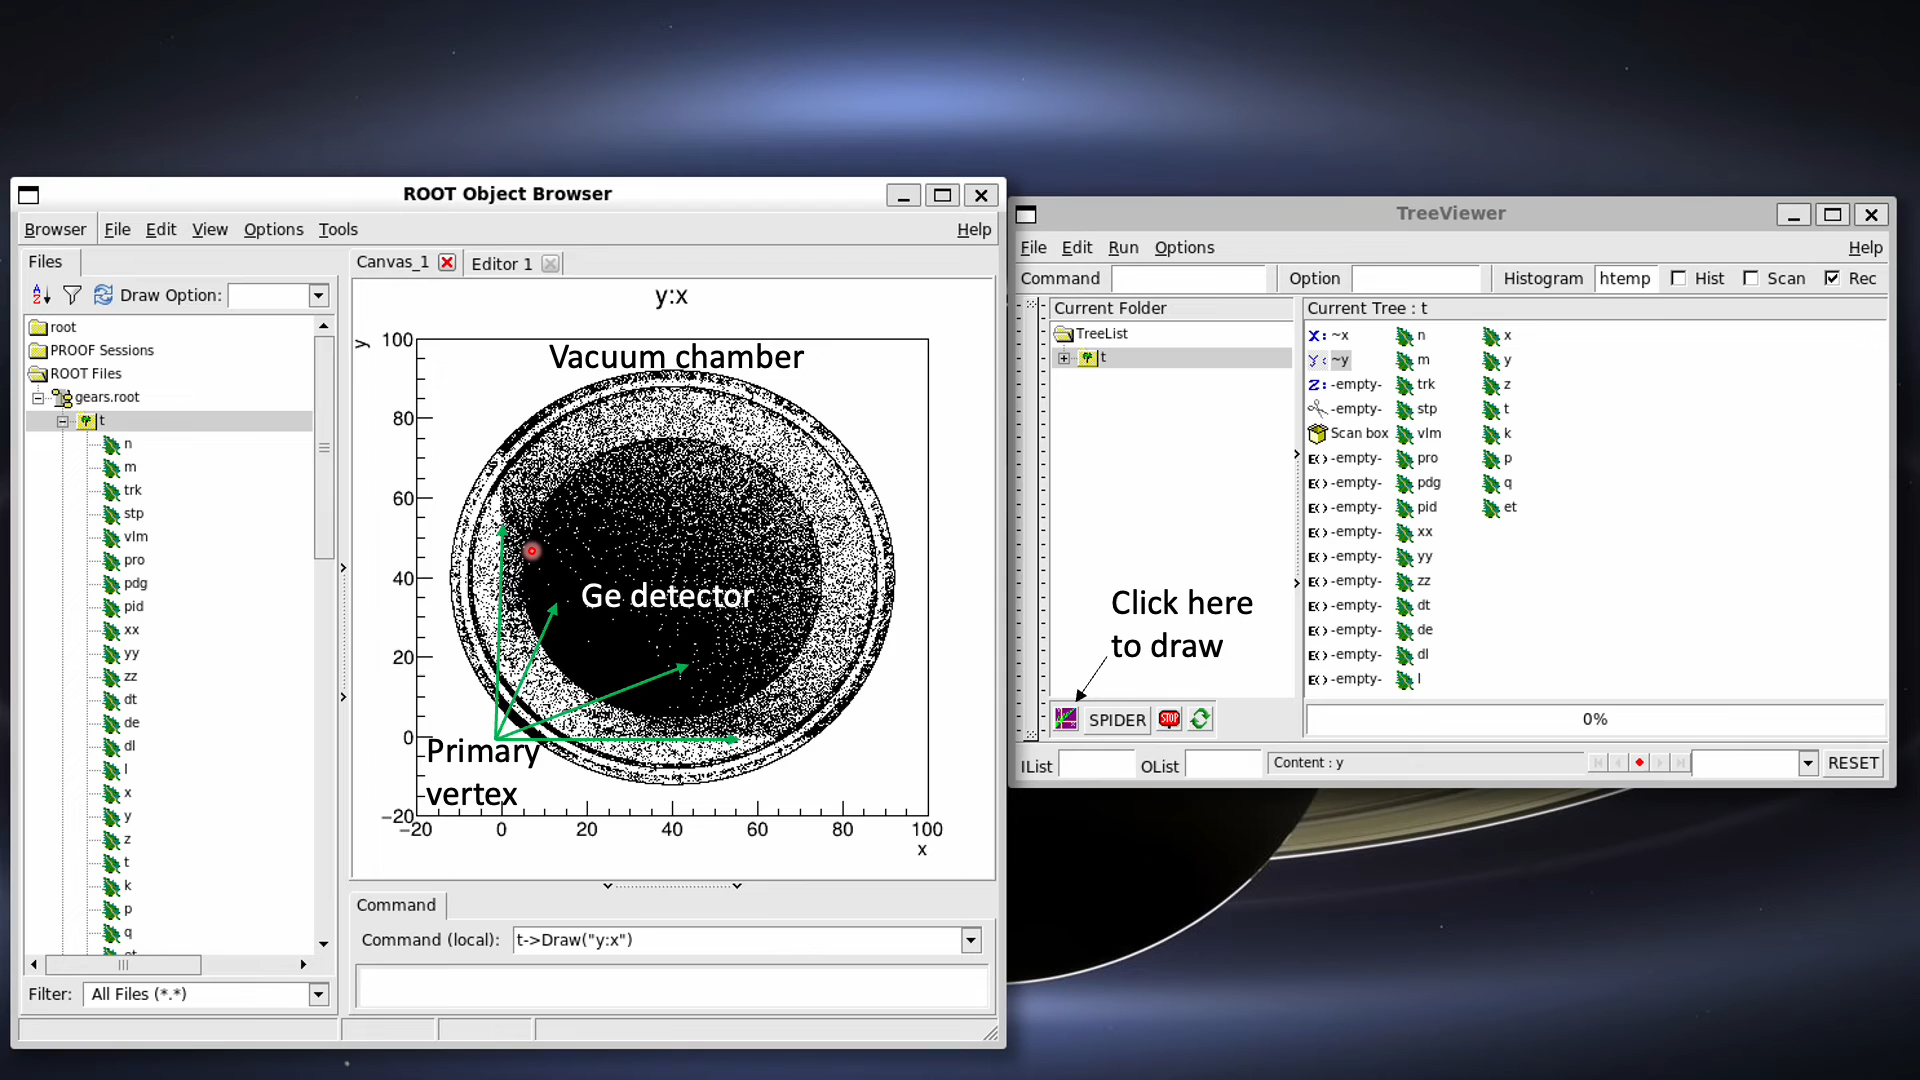 ROOT Object Browser
Browser File Edit View Options Tools Help
Files
Draw Option:
root
PROOF Sessions
ROOT Files
gears.root
t
n
m
trk
stp
vlm
pro
pdg
pid
xx
yy
zz
dt
de
dl
l
x
y
z
t
k
p
q
Filter: All Files (*.*)
Canvas_1 Editor 1
y:x
y
100
80
60
40
20
0
−20
−20 0 20 40 60 80 100
x
Vacuum chamber
Ge detector
Primary
vertex
Command
Command (local): t->Draw("y:x")
TreeViewer
File Edit Run Options Help
Command Option Histogram htemp Hist Scan Rec
Current Folder
TreeList
t
Click here
to draw
SPIDER STOP
Current Tree : t
X: ~x n x
Y: ~y m y
Z: -empty- trk z
-empty- stp t
Scan box vlm k
E() -empty- pro p
E() -empty- pdg q
E() -empty- pid et
E() -empty- xx
E() -empty- yy
E() -empty- zz
E() -empty- dt
E() -empty- de
E() -empty- dl
E() -empty- l
0%
IList OList Content : y RESET